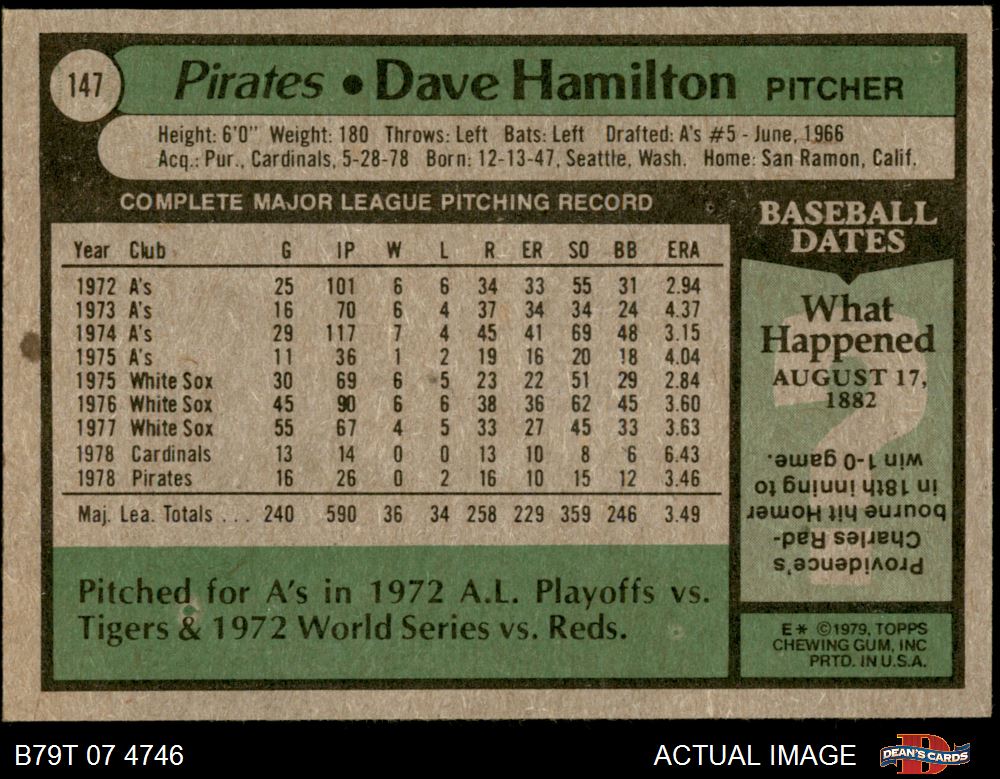 147
Pirates • Dave Hamilton PITCHER
Height: 6'0" Weight: 180 Throws: Left Bats: Left Drafted: A's #5 - June, 1966
Acq.: Pur., Cardinals, 5-28-78 Born: 12-13-47, Seattle, Wash. Home: San Ramon, Calif.
COMPLETE MAJOR LEAGUE PITCHING RECORD
Year Club G IP W L R ER SO BB ERA
1972 A's 25 101 6 6 34 33 55 31 2.94
1973 A's 16 70 6 4 37 34 34 24 4.37
1974 A's 29 117 7 4 45 41 69 48 3.15
1975 A's 11 36 1 2 19 16 20 18 4.04
1975 White Sox 30 69 6 5 23 22 51 29 2.84
1976 White Sox 45 90 6 6 38 36 62 45 3.60
1977 White Sox 55 67 4 5 33 27 45 33 3.63
1978 Cardinals 13 14 0 0 13 10 8 6 6.43
1978 Pirates 16 26 0 2 16 10 15 12 3.46
Maj. Lea. Totals ... 240 590 36 34 258 229 359 246 3.49
Pitched for A's in 1972 A.L. Playoffs vs.
Tigers & 1972 World Series vs. Reds.
BASEBALL
DATES
What
Happened
AUGUST 17,
1882
Providence's
Charles Rad-
bourne hit Homer
in 18th inning to
win 1-0 game.
E* ©1979, TOPPS
CHEWING GUM, INC
PRTD. IN U.S.A.
B79T 07 4746
ACTUAL IMAGE
DEAN'S CARDS